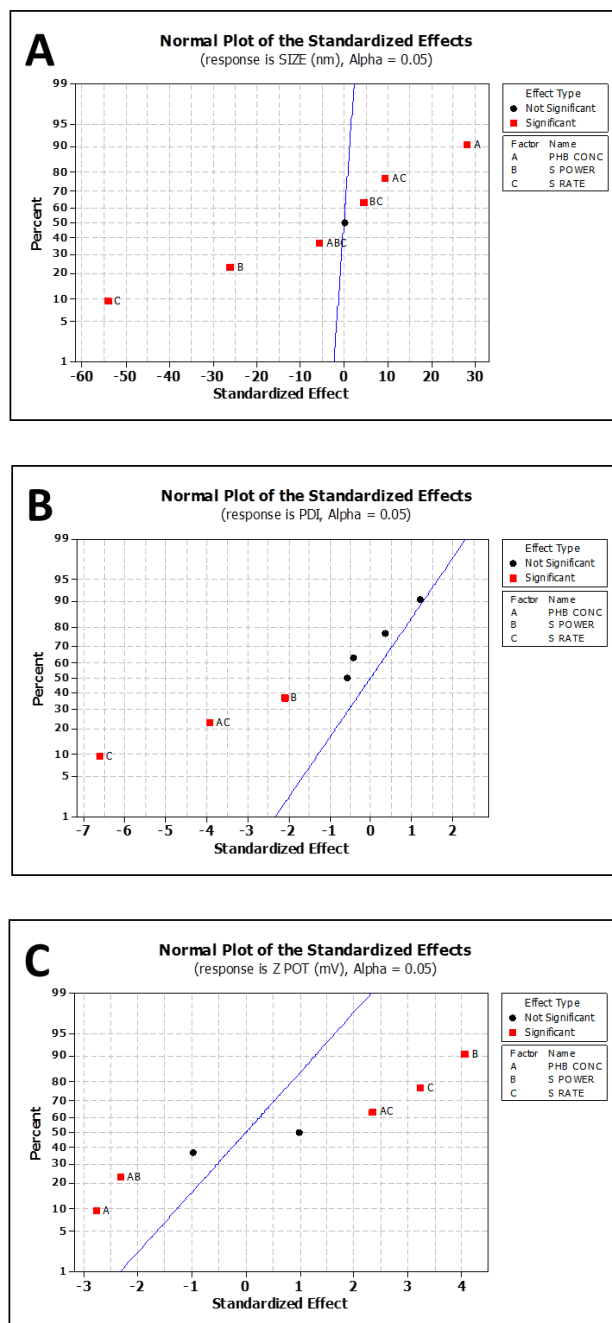 A
Normal Plot of the Standardized Effects
(response is SIZE (nm), Alpha = 0.05)
Percent
99
95
90
80
70
60
50
40
30
20
10
5
1
A
AC
BC
ABC
B
C
-60 -50 -40 -30 -20 -10 0 10 20 30
Standardized Effect
Effect Type
Not Significant
Significant
Factor Name
A PHB CONC
B S POWER
C S RATE
B
Normal Plot of the Standardized Effects
(response is PDI, Alpha = 0.05)
Percent
99
95
90
80
70
60
50
40
30
20
10
5
1
B
AC
C
-7 -6 -5 -4 -3 -2 -1 0 1 2
Standardized Effect
Effect Type
Not Significant
Significant
Factor Name
A PHB CONC
B S POWER
C S RATE
C
Normal Plot of the Standardized Effects
(response is Z POT (mV), Alpha = 0.05)
Percent
99
95
90
80
70
60
50
40
30
20
10
5
1
B
C
AC
AB
A
-3 -2 -1 0 1 2 3 4
Standardized Effect
Effect Type
Not Significant
Significant
Factor Name
A PHB CONC
B S POWER
C S RATE